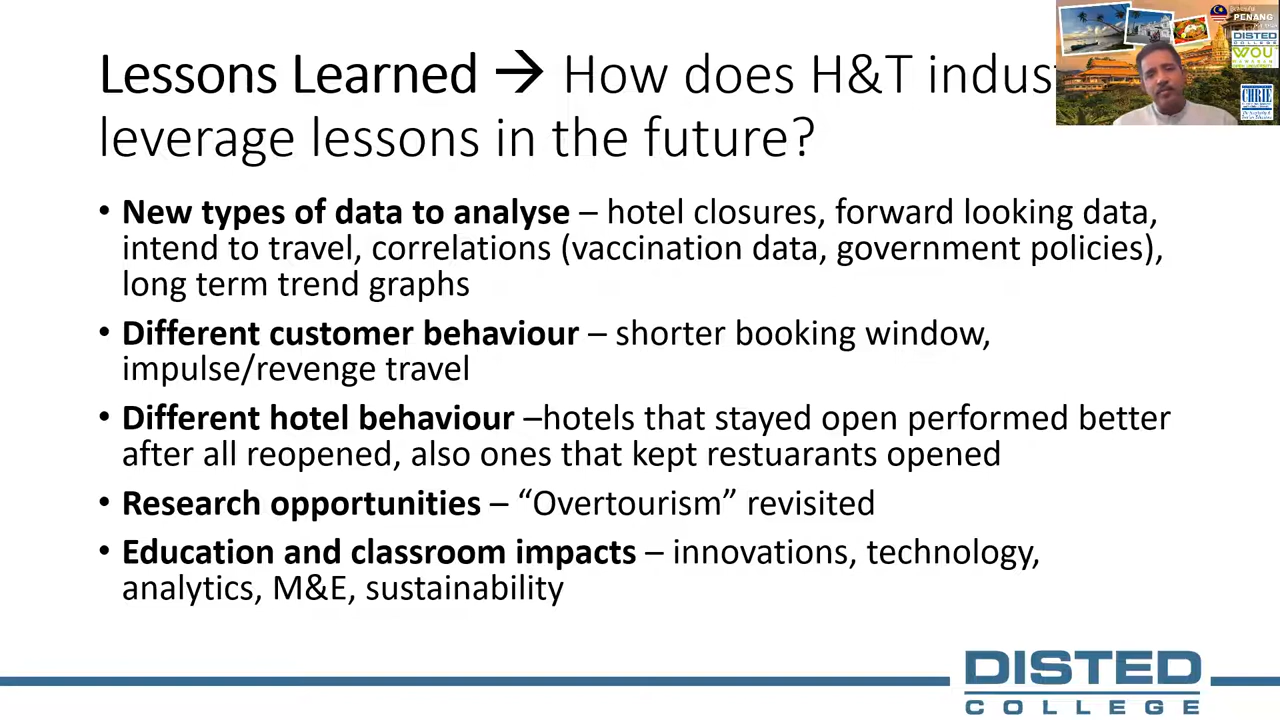 Lessons Learned → How does H&T indust
leverage lessons in the future?
• New types of data to analyse – hotel closures, forward looking data,
intend to travel, correlations (vaccination data, government policies),
long term trend graphs
• Different customer behaviour – shorter booking window,
impulse/revenge travel
• Different hotel behaviour –hotels that stayed open performed better
after all reopened, also ones that kept restuarants opened
• Research opportunities – “Overtourism” revisited
• Education and classroom impacts – innovations, technology,
analytics, M&E, sustainability
PENANG
DISTED
COLLEGE
WOU
CHRIE
DISTED
COLLEGE